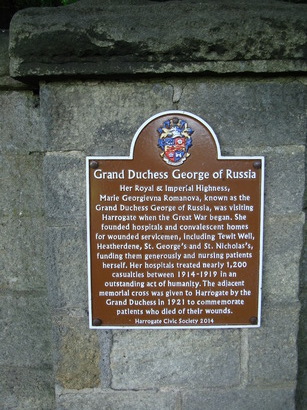 Grand Duchess George of Russia
Her Royal & Imperial Highness,
Marie Georgievna Romanova, known as the
Grand Duchess George of Russia, was visiting
Harrogate when the Great War began. She
founded hospitals and convalescent homes
for wounded servicemen, including Tewit Well,
Heatherdene, St. George's and St. Nicholas's,
funding them generously and nursing patients
herself. Her hospitals treated nearly 1,200
casualties between 1914-1919 in an
outstanding act of humanity. The adjacent
memorial cross was given to Harrogate by the
Grand Duchess in 1921 to commemorate
patients who died of their wounds.
Harrogate Civic Society 2014